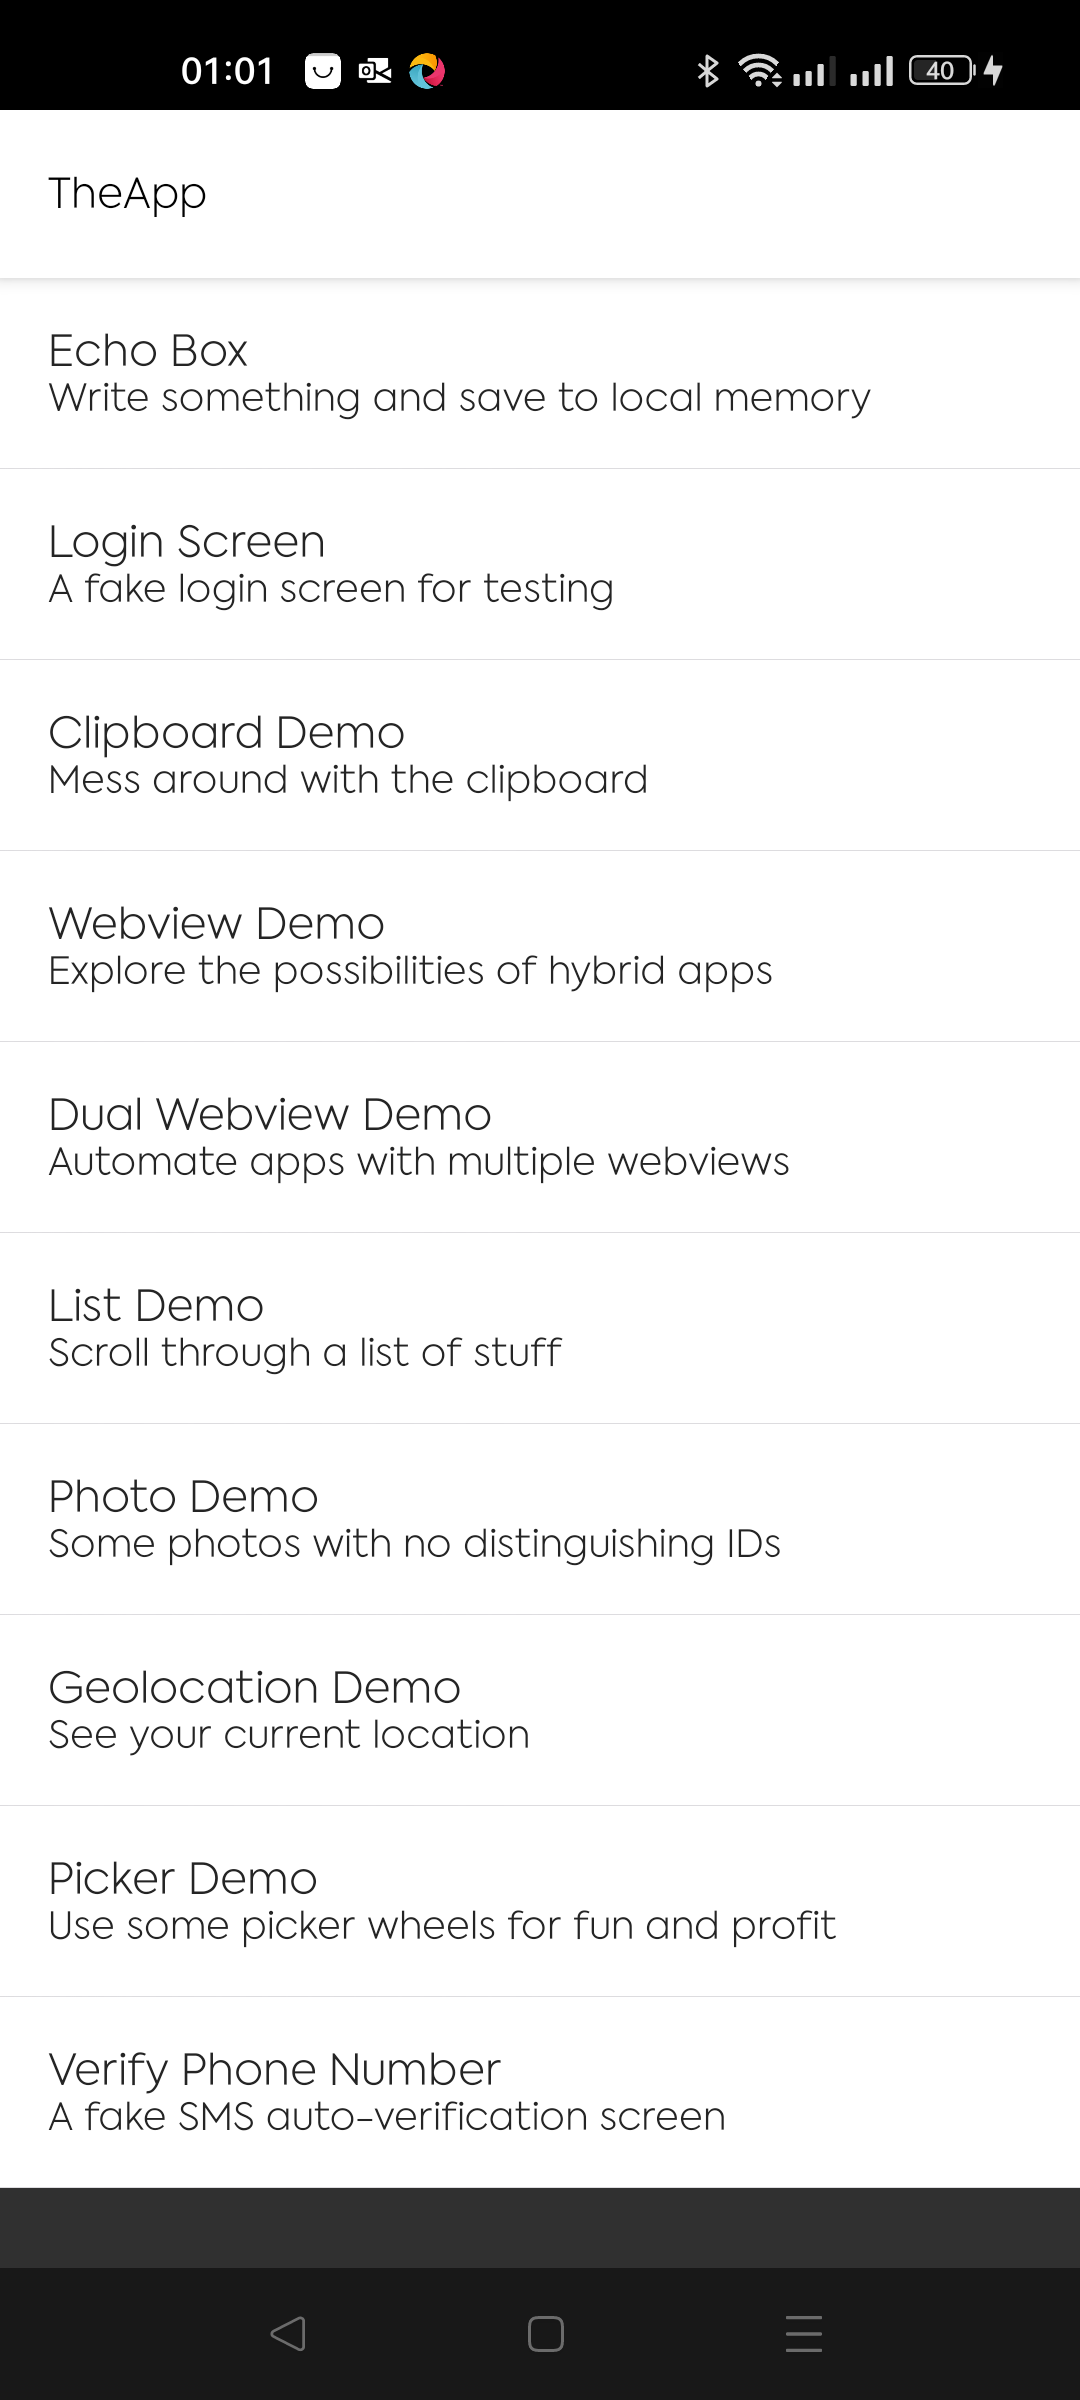 01:01
40
TheApp
Echo Box
Write something and save to local memory
Login Screen
A fake login screen for testing
Clipboard Demo
Mess around with the clipboard
Webview Demo
Explore the possibilities of hybrid apps
Dual Webview Demo
Automate apps with multiple webviews
List Demo
Scroll through a list of stuff
Photo Demo
Some photos with no distinguishing IDs
Geolocation Demo
See your current location
Picker Demo
Use some picker wheels for fun and profit
Verify Phone Number
A fake SMS auto-verification screen